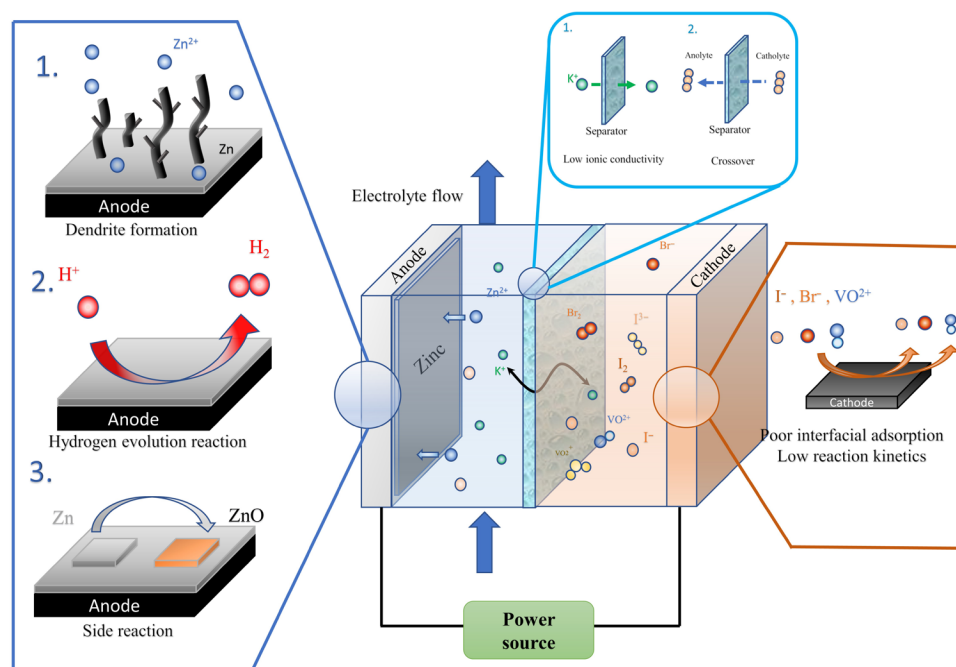 1.
Zn²⁺
Zn
Anode
Dendrite formation
2.
H⁺
H₂
Anode
Hydrogen evolution reaction
3.
Zn
ZnO
Anode
Side reaction
1.
K⁺
Separator
Low ionic conductivity
2.
Anolyte
Catholyte
Separator
Crossover
Electrolyte flow
Anode
Zinc
Zn²⁺
K⁺
Br⁻
Br₂
I³⁻
I₂
VO²⁺
VO₂⁺
I⁻
Cathode
Power
source
I⁻ , Br⁻ , VO²⁺
Cathode
Poor interfacial adsorption
Low reaction kinetics